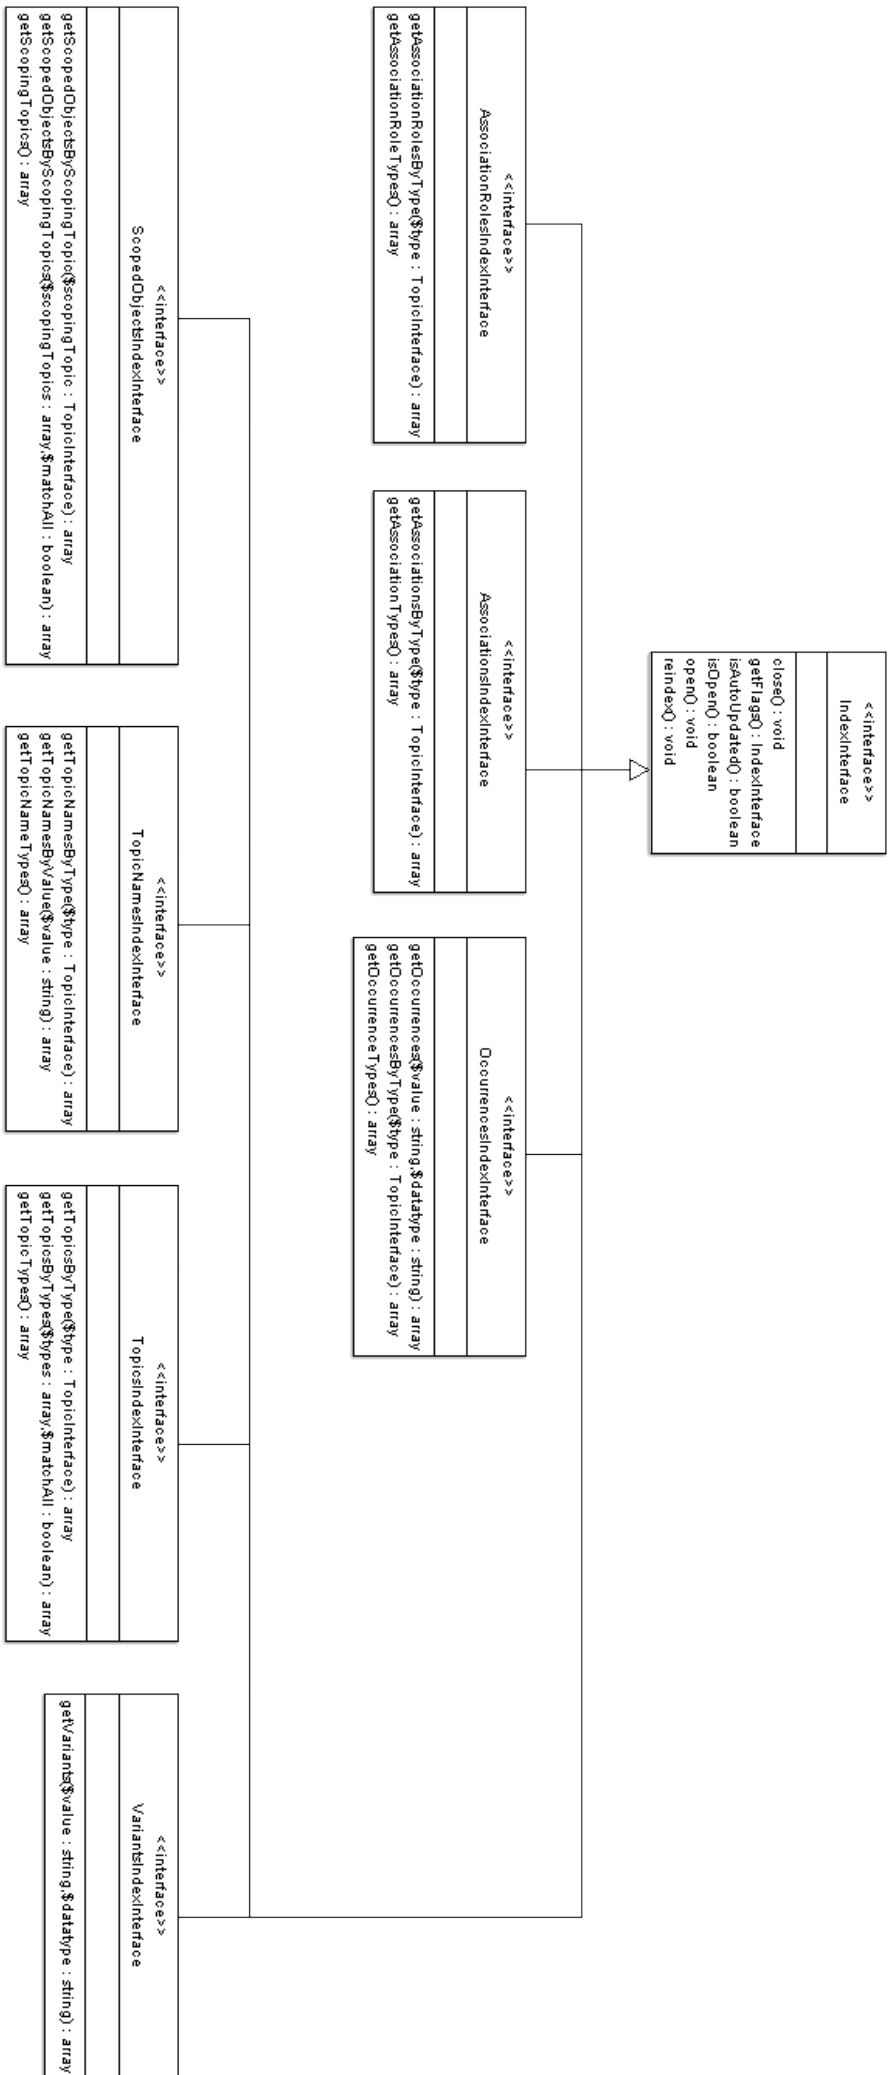 <<interface>>
IndexInterface
close() : void
getFlags() : IndexInterface
isAutoUpdated() : boolean
isOpen() : boolean
open() : void
reindex() : void
<<interface>>
AssociationRolesIndexInterface
getAssociationRolesByType($type : TopicInterface) : array
getAssociationRoleTypes() : array
<<interface>>
AssociationsIndexInterface
getAssociationsByType($type : TopicInterface) : array
getAssociationTypes() : array
<<interface>>
OccurrencesIndexInterface
getOccurrences($value : string,$datatype : string) : array
getOccurrencesByType($type : TopicInterface) : array
getOccurrenceTypes() : array
<<interface>>
ScopedObjectsIndexInterface
getScopedObjectsByScopingTopic($scopingTopic : TopicInterface) : array
getScopedObjectsByScopingTopics($scopingTopics : array,$matchAll : boolean) : array
getScopingTopics() : array
<<interface>>
TopicNamesIndexInterface
getTopicNamesByType($type : TopicInterface) : array
getTopicNamesByValue($value : string) : array
getTopicNameTypes() : array
<<interface>>
TopicsIndexInterface
getTopicsByType($type : TopicInterface) : array
getTopicsByTypes($types : array,$matchAll : boolean) : array
getTopicTypes() : array
<<interface>>
VariantsIndexInterface
getVariants($value : string,$datatype : string) : array